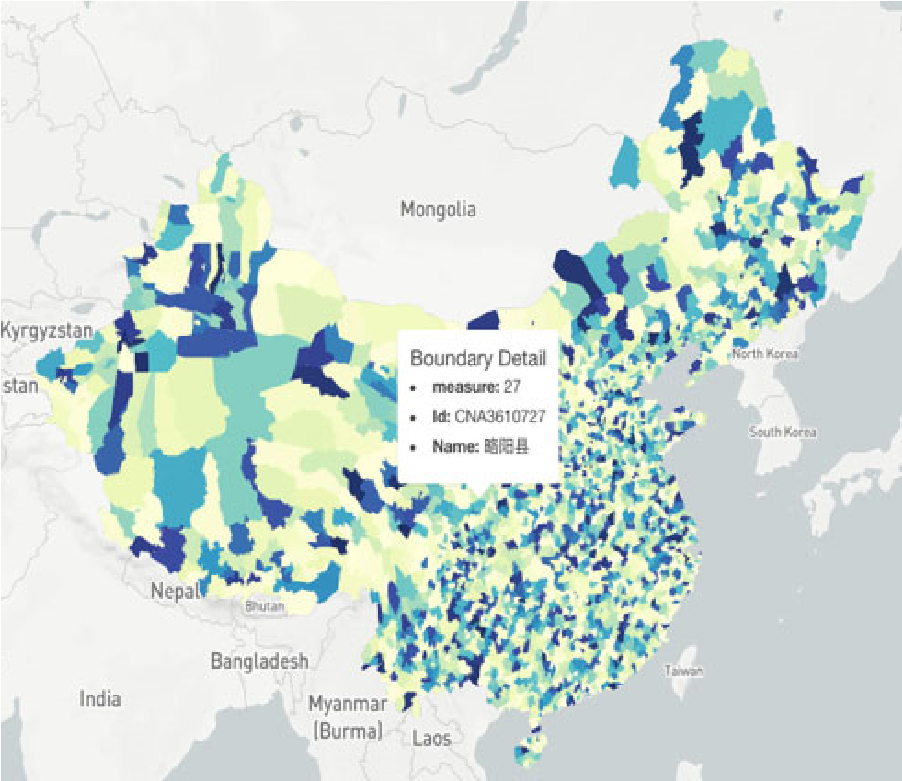 Mongolia
Kyrgyzstan
stan
Boundary Detail
• measure: 27
• Id: CNA3610727
• Name: 略阳县
North Korea
South Korea
Nepal
Bhutan
Bangladesh
Taiwan
India
Myanmar
(Burma)
Laos